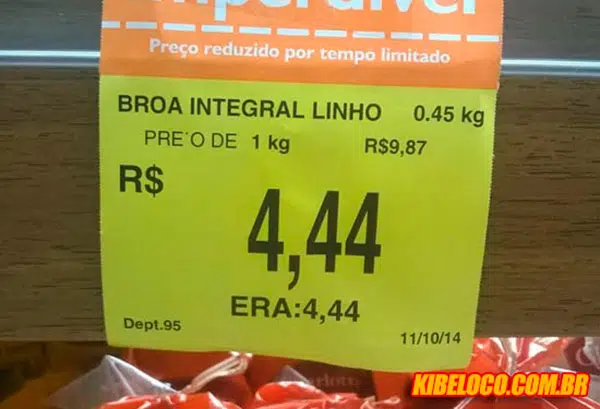 Imperdível
Preço reduzido por tempo limitado
BROA INTEGRAL LINHO 0.45 kg
PRE´O DE 1 kg R$9,87
R$
4,44
ERA:4,44
Dept.95 11/10/14
KIBELOCO.COM.BR